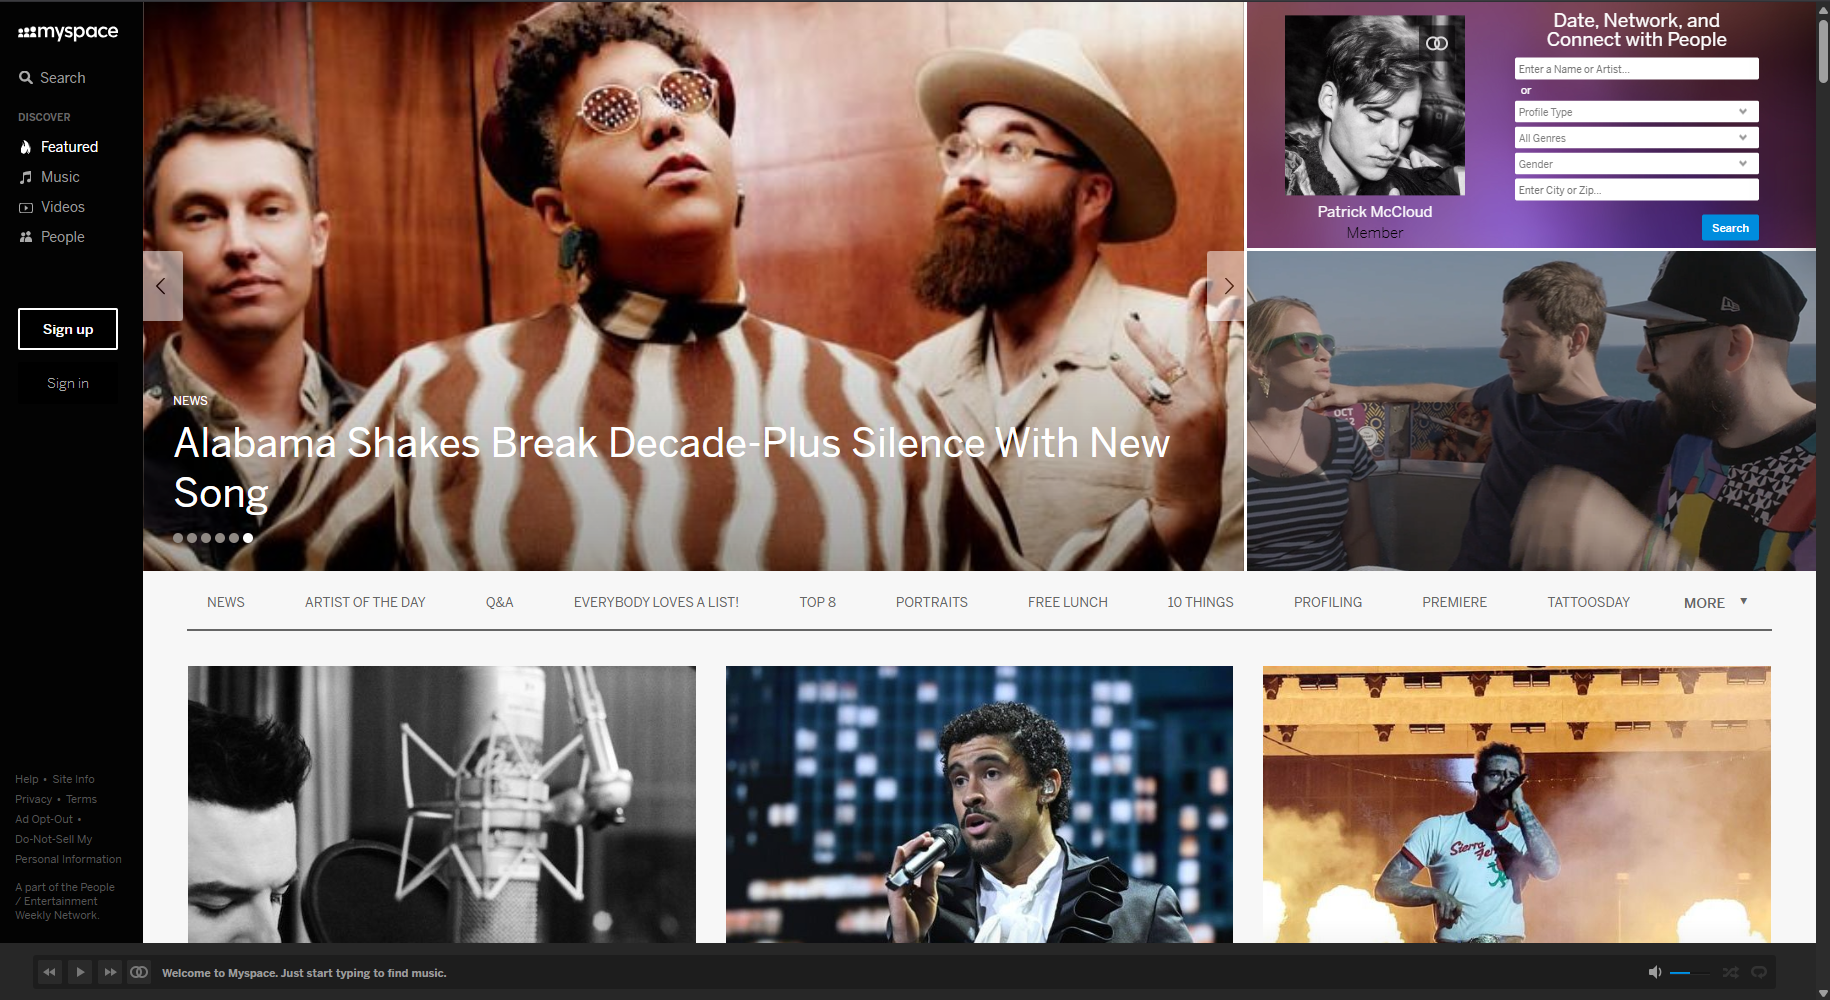 myspace
Search
DISCOVER
Featured
Music
Videos
People
Sign up
Sign in
Help • Site Info
Privacy • Terms
Ad Opt-Out •
Do-Not-Sell My
Personal Information
A part of the People
/ Entertainment
Weekly Network.
NEWS
Alabama Shakes Break Decade-Plus Silence With New
Song
Patrick McCloud
Member
Date, Network, and
Connect with People
Enter a Name or Artist...
or
Profile Type
All Genres
Gender
Enter City or Zip...
Search
OCT
NEWS ARTIST OF THE DAY Q&A EVERYBODY LOVES A LIST! TOP 8 PORTRAITS FREE LUNCH 10 THINGS PROFILING PREMIERE TATTOOSDAY MORE
Sierra
Welcome to Myspace. Just start typing to find music.